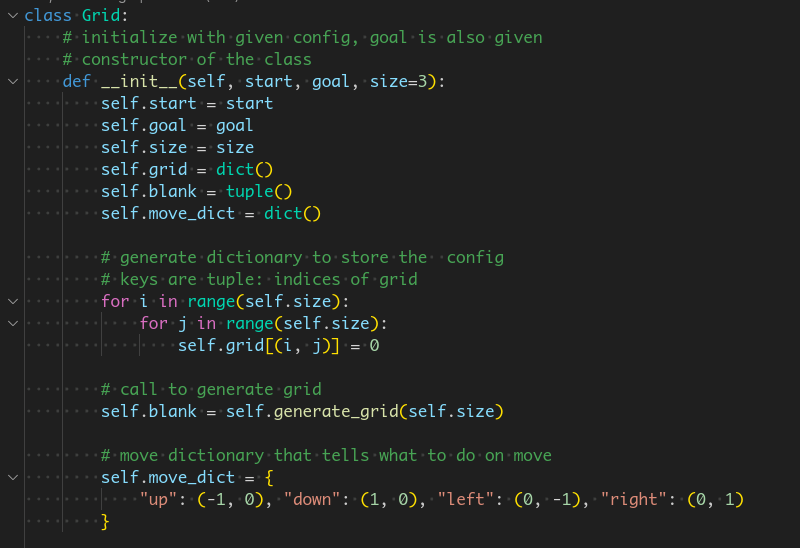 class Grid:
    # initialize with given config, goal is also given
    # constructor of the class
    def __init__(self, start, goal, size=3):
        self.start = start
        self.goal = goal
        self.size = size
        self.grid = dict()
        self.blank = tuple()
        self.move_dict = dict()

        # generate dictionary to store the  config
        # keys are tuple: indices of grid
        for i in range(self.size):
            for j in range(self.size):
                self.grid[(i, j)] = 0

        # call to generate grid
        self.blank = self.generate_grid(self.size)

        # move dictionary that tells what to do on move
        self.move_dict = {
            "up": (-1, 0), "down": (1, 0), "left": (0, -1), "right": (0, 1)
        }